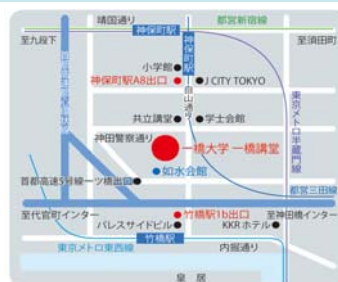 靖国通り
都営新宿線
神保町駅
至九段下
至須田町
小学館
神保町駅A8出口
J CITY TOKYO
神保町駅
白山通り
共立講堂
学士会館
東京メトロ半蔵門線
神田警察通り
一橋大学 一橋講堂
如水会館
首都高速5号線一ツ橋出口
都営三田線
至代官町インター
竹橋駅1b出口
至神田橋インター
パレスサイドビル
KKRホテル
竹橋駅
東京メトロ東西線
内堀通り
皇 居